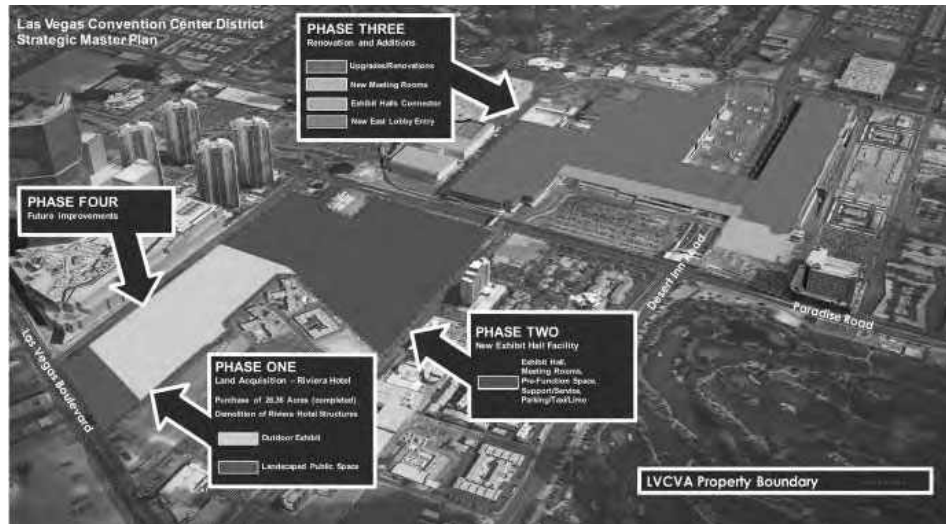 Las Vegas Convention Center District
Strategic Master Plan
PHASE THREE
Renovation and Additions
Upgrades/Renovations
New Meeting Rooms
Exhibit Halls Connector
New East Lobby Entry
PHASE FOUR
Future Improvements
PHASE TWO
New Exhibit Hall Facility
Exhibit Hall,
Meeting Rooms,
Pre-Function Space,
Support/Service,
Parking/Taxi/Limo
PHASE ONE
Land Acquisition – Riviera Hotel
Purchase of 26.36 Acres (completed)
Demolition of Riviera Hotel Structures
Outdoor Exhibit
Landscaped Public Space
Las Vegas Boulevard
Desert Inn Road
Paradise Road
LVCVA Property Boundary